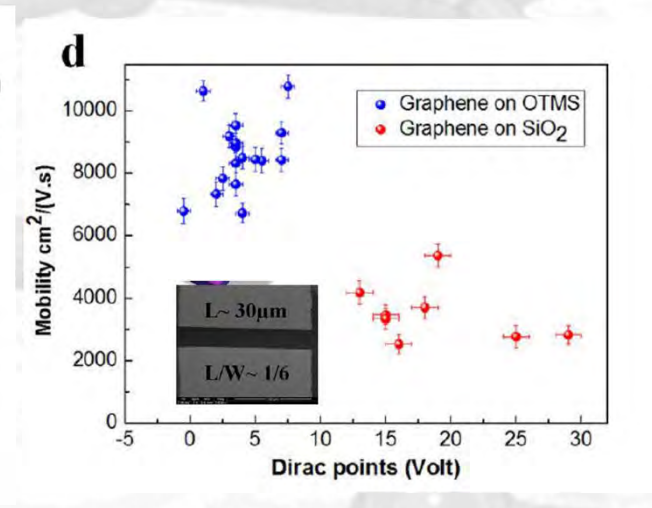 d
Graphene on OTMS
Graphene on SiO2
10000
8000
6000
4000
2000
0
-5 0 5 10 15 20 25 30
Mobility cm²/(V.s)
Dirac points (Volt)
L~ 30μm
L/W~ 1/6